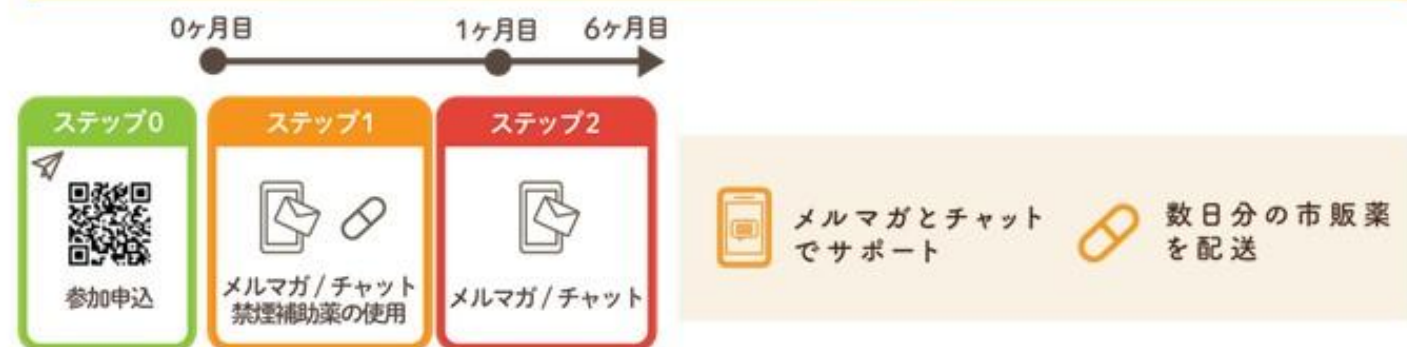 0ヶ月目 1ヶ月目 6ヶ月目
ステップ0
参加申込
ステップ1
メルマガ / チャット
禁煙補助薬の使用
ステップ2
メルマガ / チャット
メルマガとチャット
でサポート
数日分の市販薬
を配送